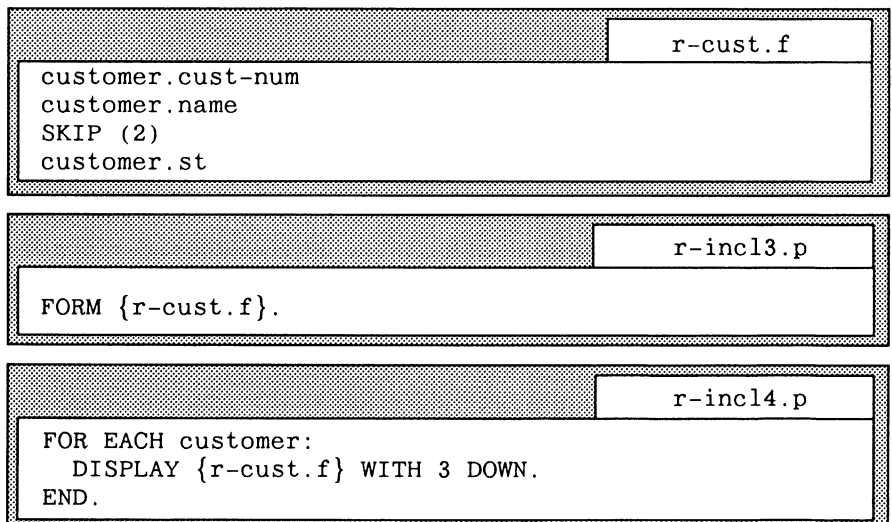 r-cust.f
customer.cust-num
customer.name
SKIP (2)
customer.st
r-incl3.p
FORM {r-cust.f}.
r-incl4.p
FOR EACH customer:
  DISPLAY {r-cust.f} WITH 3 DOWN.
END.